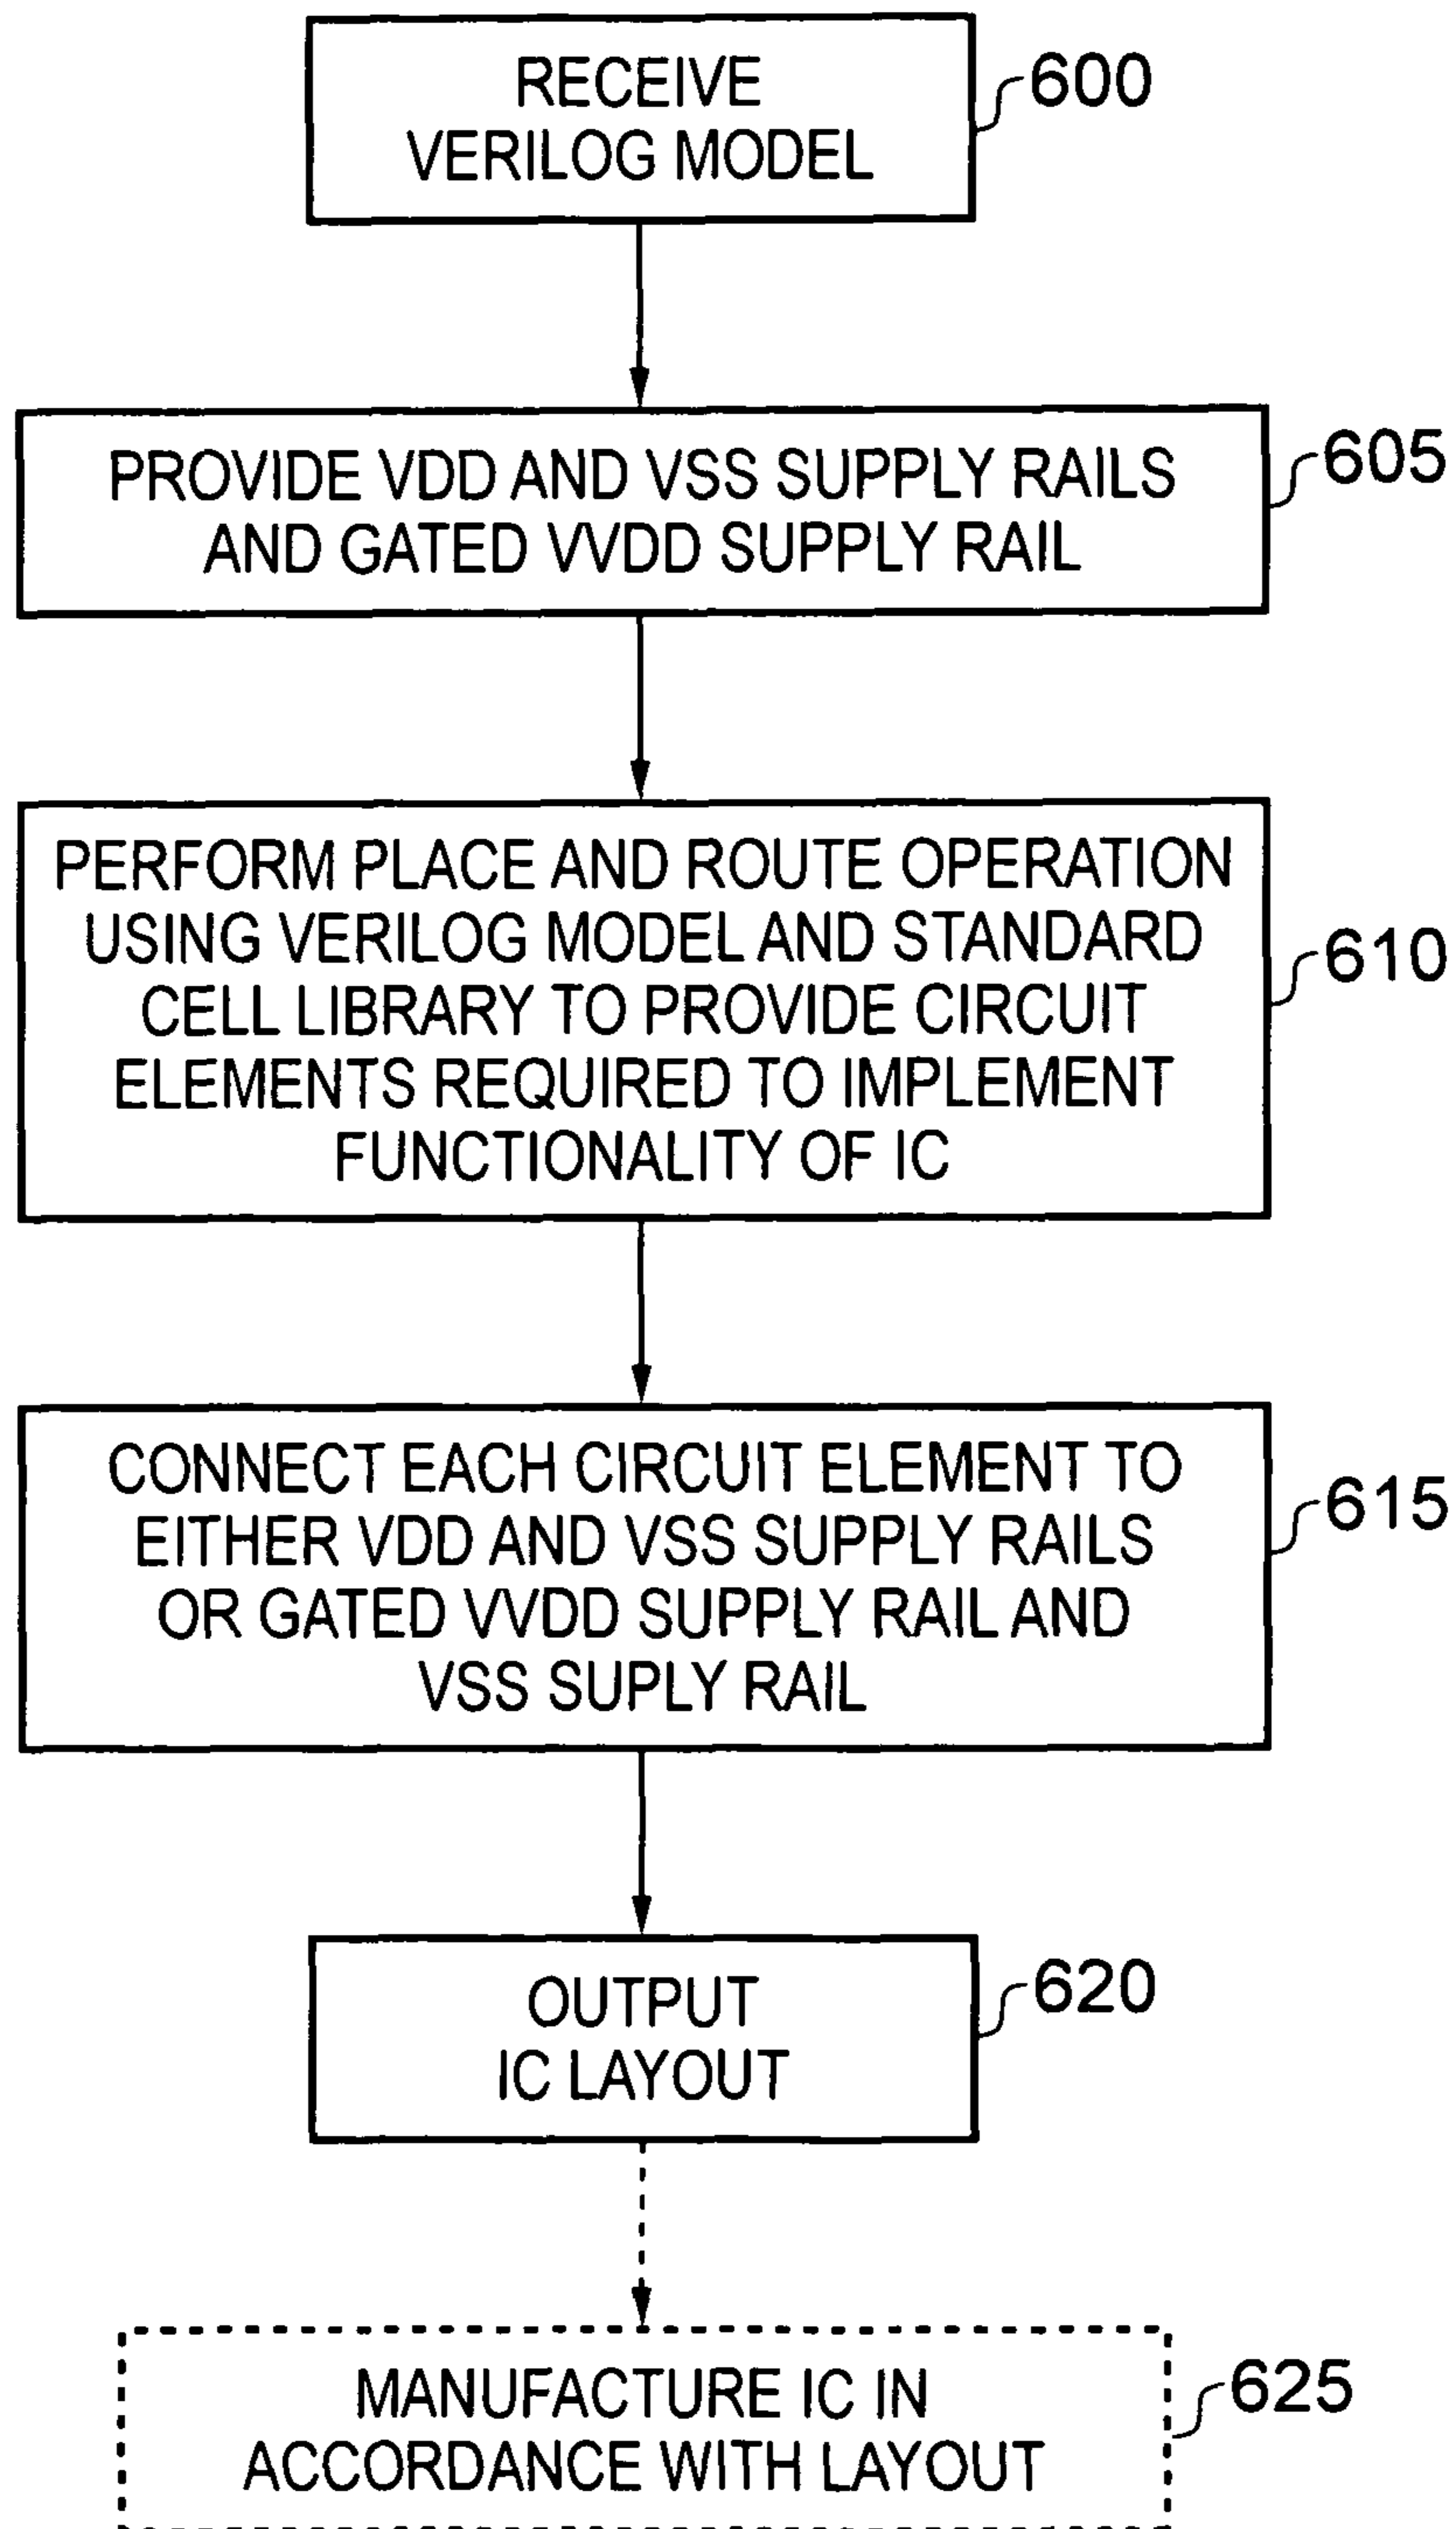 RECEIVE
VERILOG MODEL
600
PROVIDE VDD AND VSS SUPPLY RAILS
AND GATED VVDD SUPPLY RAIL
605
PERFORM PLACE AND ROUTE OPERATION
USING VERILOG MODEL AND STANDARD
CELL LIBRARY TO PROVIDE CIRCUIT
ELEMENTS REQUIRED TO IMPLEMENT
FUNCTIONALITY OF IC
610
CONNECT EACH CIRCUIT ELEMENT TO
EITHER VDD AND VSS SUPPLY RAILS
OR GATED VVDD SUPPLY RAIL AND
VSS SUPLY RAIL
615
OUTPUT
IC LAYOUT
620
MANUFACTURE IC IN
ACCORDANCE WITH LAYOUT
625